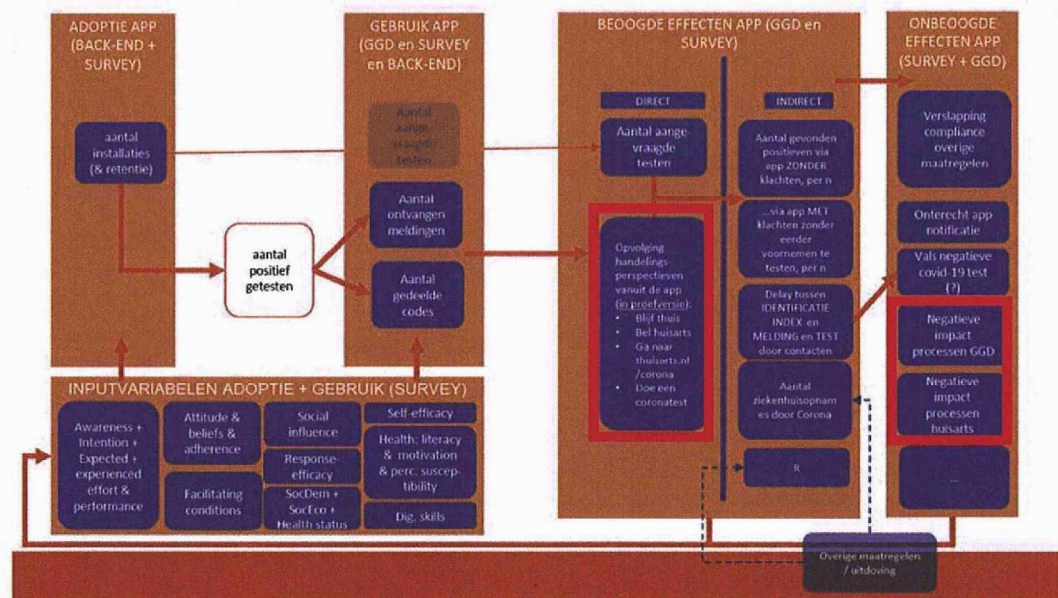 ADOPTIE APP
(BACK-END +
SURVEY)
aantal
installaties
(& retentie)
aantal
positief
getesten
GEBRUIK APP
(GGD en SURVEY
en BACK-END)
Aantal
aange-
vraagde
testen
Aantal
ontvangen
meldingen
Aantal
gedeelde
codes
INPUTVARIABELEN ADOPTIE + GEBRUIK (SURVEY)
Awareness +
Intention +
Expected +
experienced
effort &
performance
Attitude &
beliefs &
adherence
Facilitating
conditions
Social
influence
Response-
efficacy
SocDem +
SocEco +
Health status
Self-efficacy
Health: literacy
& motivation
& perc. suscep-
tibility
Dig. skills
BEOOGDE EFFECTEN APP (GGD en
SURVEY)
DIRECT
Aantal aange-
vraagde
testen
Opvolging
handelings-
perspectieven
vanuit de app
(in proefversie):
• Blijf thuis
• Bel huisarts
• Ga naar
thuisarts.nl
/corona
• Doe een
coronatest
INDIRECT
Aantal gevonden
positieven via
app ZONDER
klachten, per n
...via app MET
klachten zonder
eerder
voornemen te
testen, per n
Delay tussen
IDENTIFICATIE
INDEX en
MELDING en TEST
door contacten
Aantal
ziekenhuisopnam
es door Corona
R
ONBEOOGDE
EFFECTEN APP
(SURVEY + GGD)
Verslapping
compliance
overige
maatregelen
Onterecht app
notificatie
Vals negatieve
covid-19 test
(?)
Negatieve
impact
processen GGD
Negatieve
impact
processen
huisarts
...
Overige maatregelen
/ uitdoving